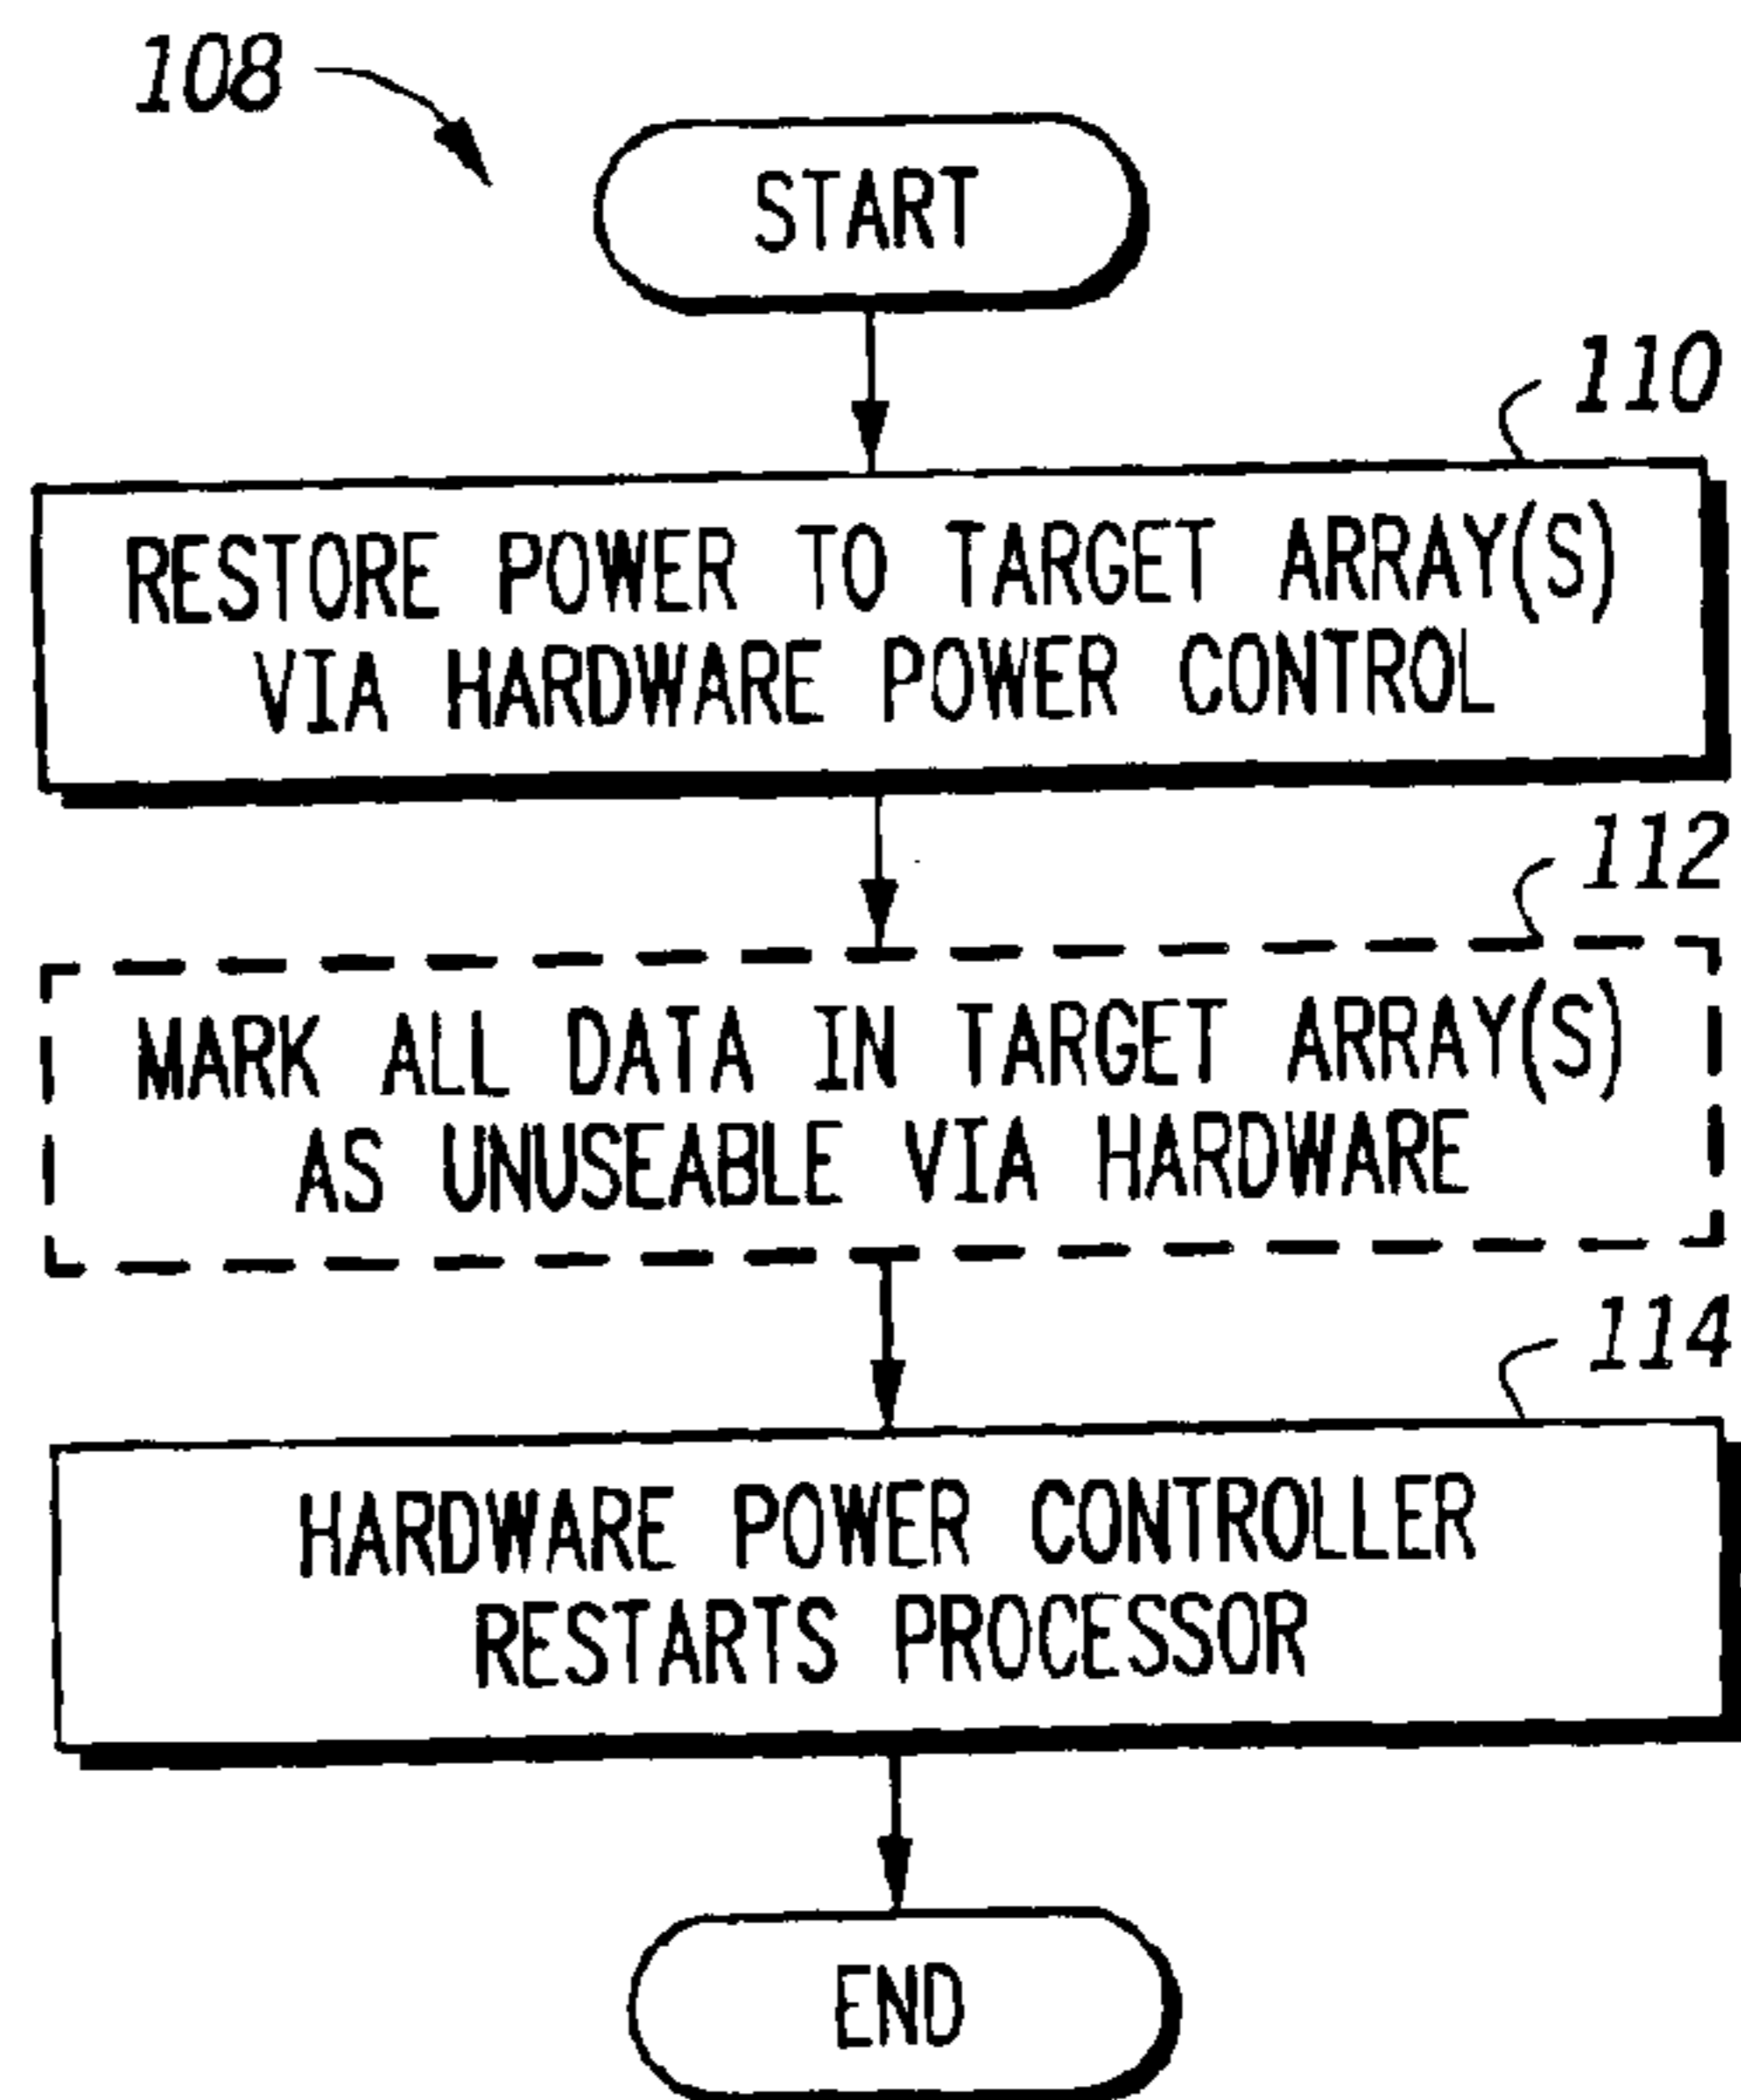 108
START
110
RESTORE POWER TO TARGET ARRAY(S)
VIA HARDWARE POWER CONTROL
112
MARK ALL DATA IN TARGET ARRAY(S)
AS UNUSEABLE VIA HARDWARE
114
HARDWARE POWER CONTROLLER
RESTARTS PROCESSOR
END